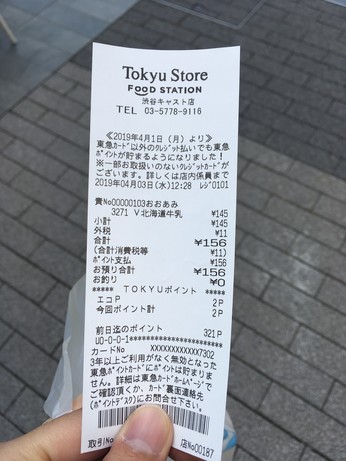 Tokyu Store
FOOD STATION
渋谷キャスト店
TEL 03-5778-9116
≪2019年4月1日(月)より≫
東急カード以外のクレジット払いでも東急
ポイントが貯まるようになりました！
※一部お取扱いのないクレジットカードが
ございます。詳しくは店内係員まで
2019年04月03日(水)12:28 レジ0101
責No00000103おおあみ
3271 V北海道牛乳 ¥145
小計 ¥145
外税 ¥11
合計 ¥156
(合計消費税等 ¥11)
ポイント支払 ¥156
お預り合計 ¥156
お釣り ¥0
***** TOKYUポイント *****
エコP 2P
今回ポイント計 2P
前日迄のポイント 321P
UO-0-0-1**********************
カードNo XXXXXXXXXXXX7302
3年以上ご利用がなく無効となった
東急ポイントカードにポイントは貯まりま
せん。詳細は東急カードホームページで
ご確認頂くか、カード裏面連絡先
(ポイントデスク)にお問合せ下さい。
取引No
店No00187